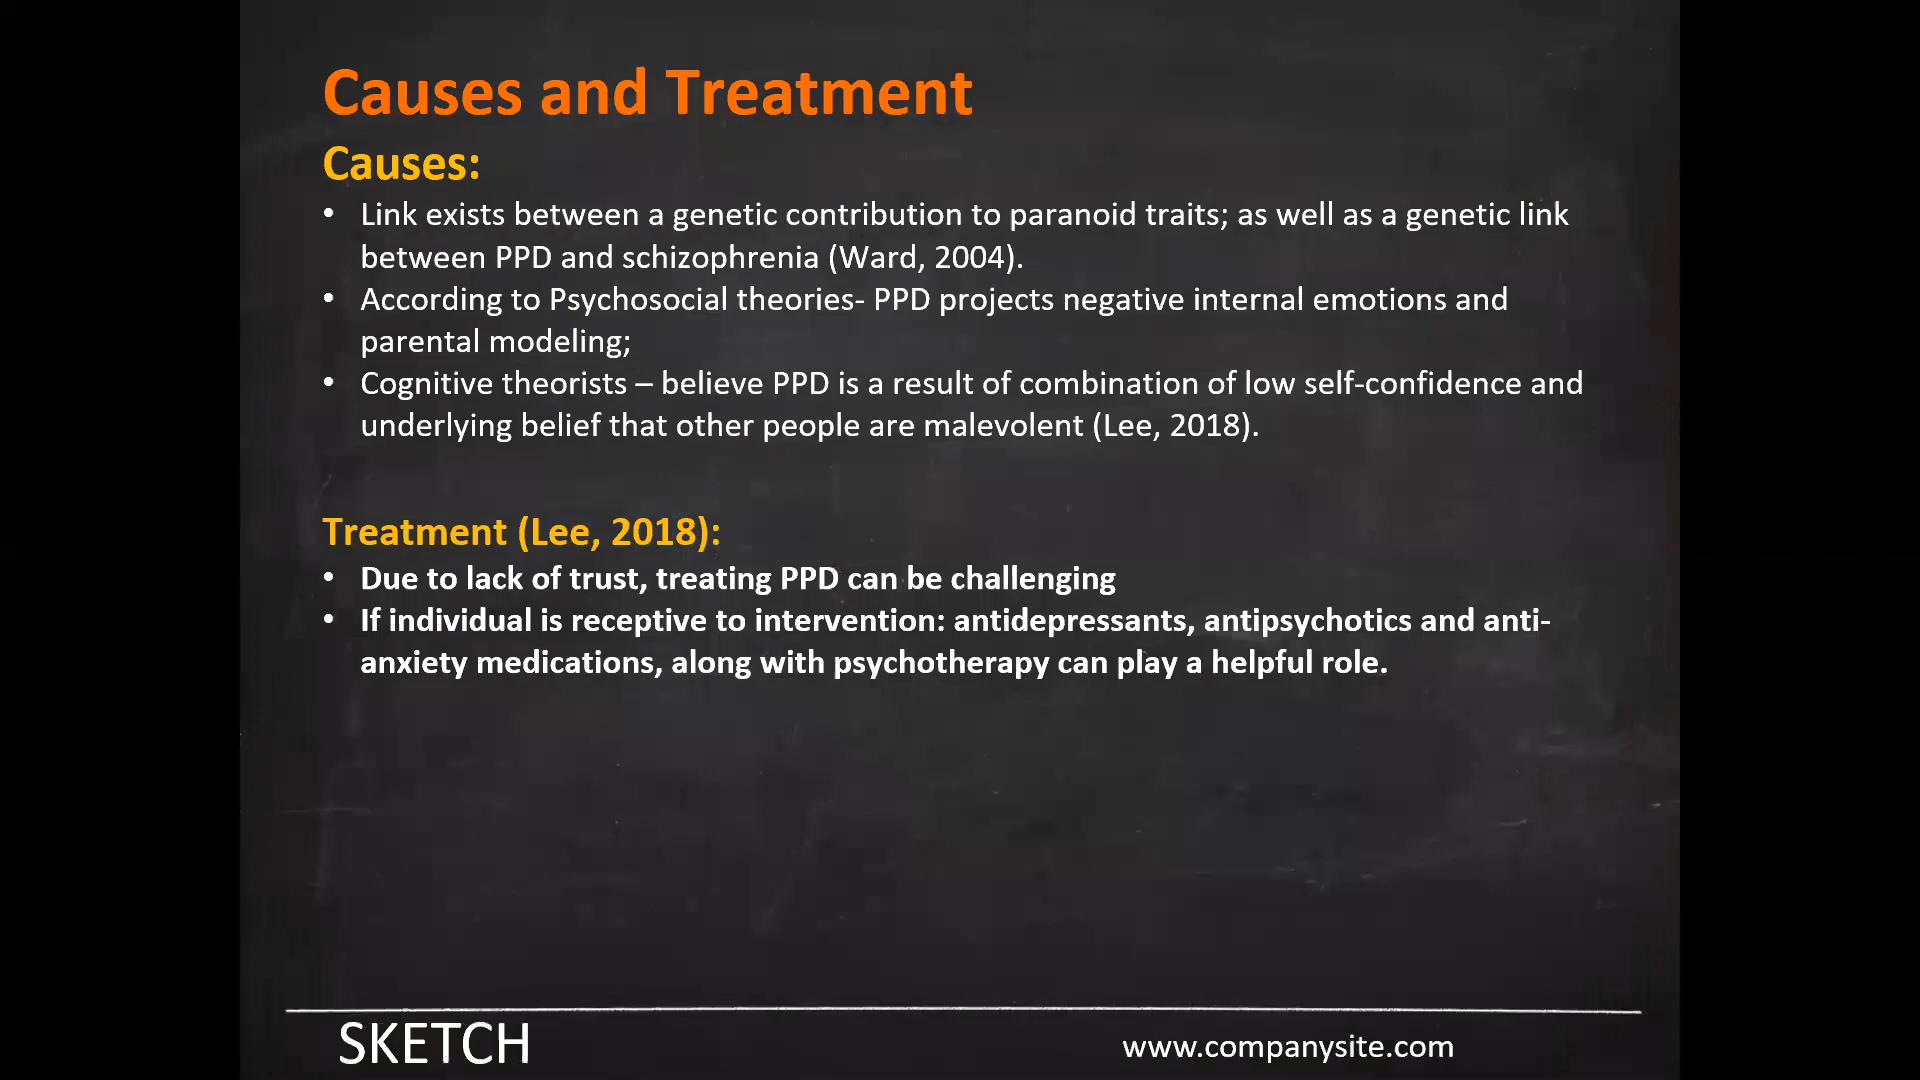 Causes and Treatment
Causes:
• Link exists between a genetic contribution to paranoid traits; as well as a genetic link
between PPD and schizophrenia (Ward, 2004).
• According to Psychosocial theories- PPD projects negative internal emotions and
parental modeling;
• Cognitive theorists – believe PPD is a result of combination of low self-confidence and
underlying belief that other people are malevolent (Lee, 2018).
Treatment (Lee, 2018):
• Due to lack of trust, treating PPD can be challenging
• If individual is receptive to intervention: antidepressants, antipsychotics and anti-
anxiety medications, along with psychotherapy can play a helpful role.
SKETCH
www.companysite.com